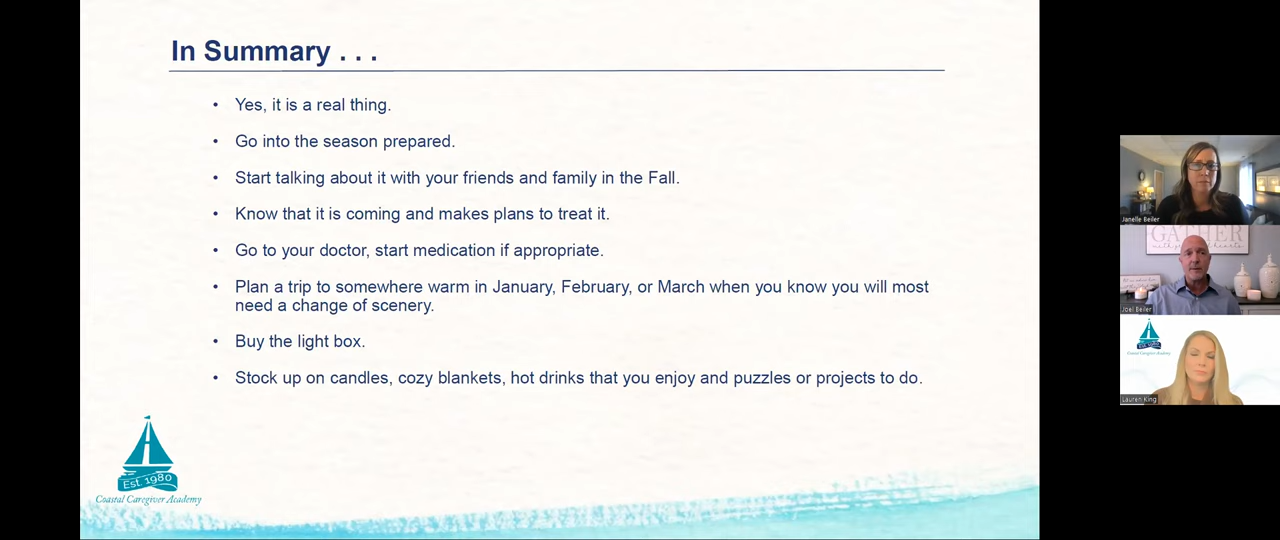 In Summary . . .
• Yes, it is a real thing.
• Go into the season prepared.
• Start talking about it with your friends and family in the Fall.
• Know that it is coming and makes plans to treat it.
• Go to your doctor, start medication if appropriate.
• Plan a trip to somewhere warm in January, February, or March when you know you will most
need a change of scenery.
• Buy the light box.
• Stock up on candles, cozy blankets, hot drinks that you enjoy and puzzles or projects to do.
Est. 1980
Coastal Caregiver Academy
Janelle Beiler
GATHER
Joel Beiler
Coastal Caregiver Academy
Lauren King